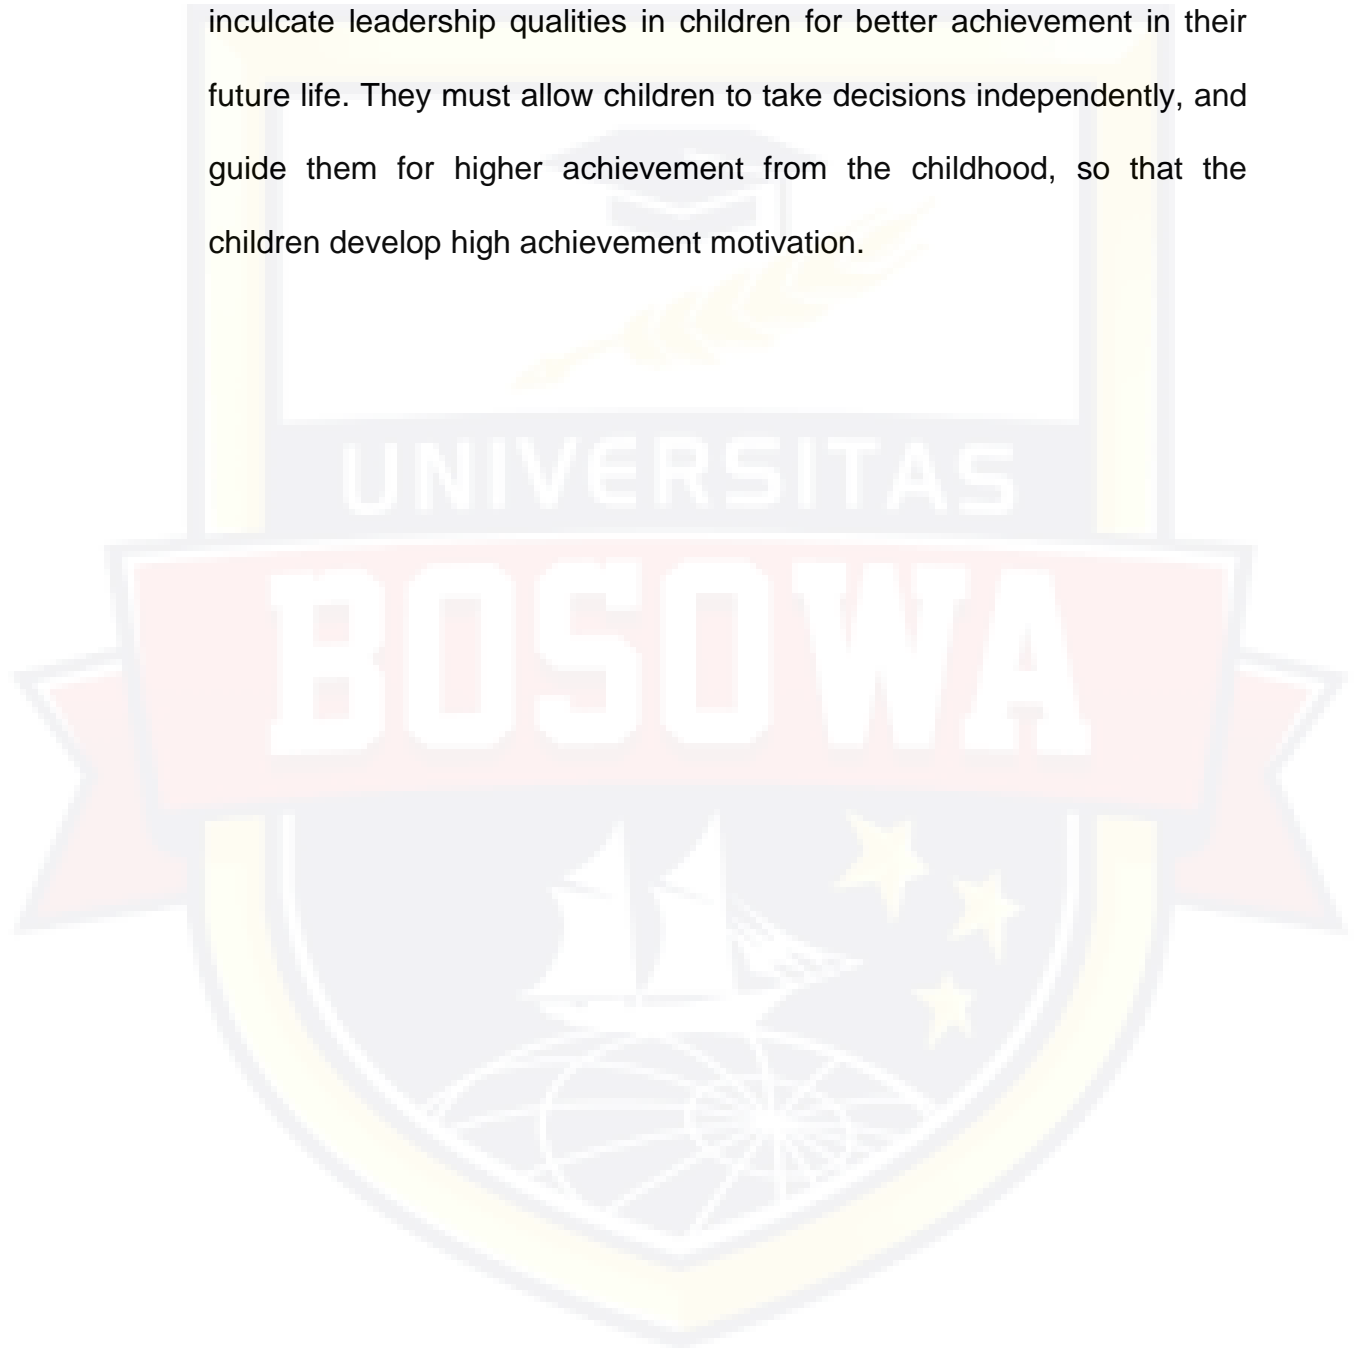 inculcate leadership qualities in children for better achievement in their
future life. They must allow children to take decisions independently, and
guide them for higher achievement from the childhood, so that the
children develop high achievement motivation.
UNIVERSITAS
BOSOWA